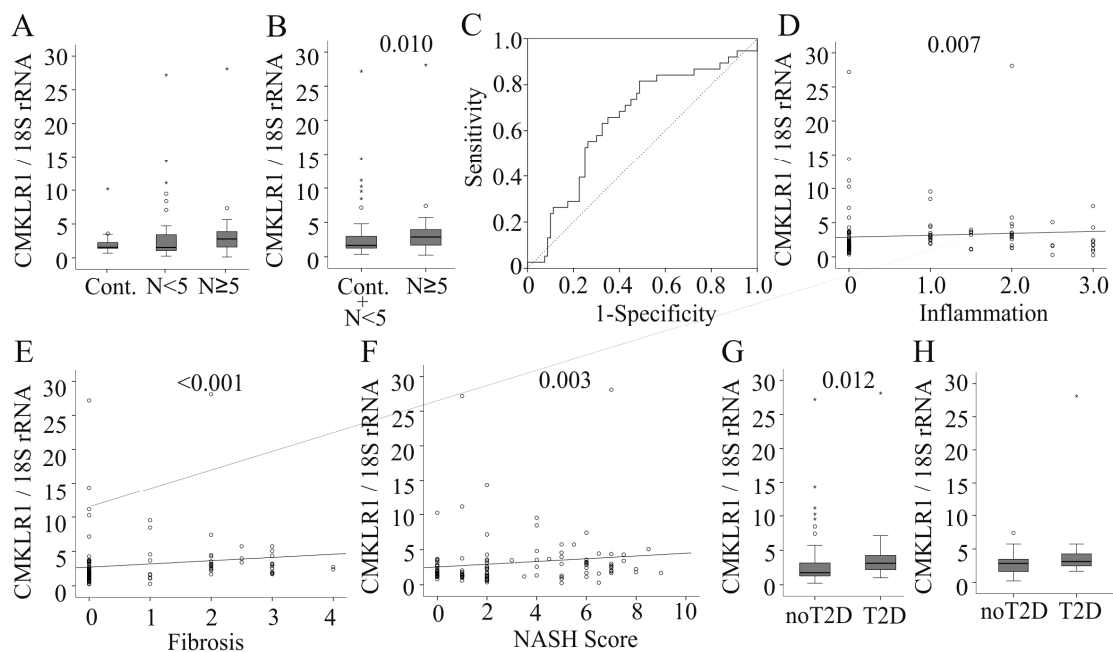 A
CMKLR1 / 18S rRNA
30
25
20
15
10
5
0
Cont. N<5 N≥5
B
0.010
CMKLR1 / 18S rRNA
30
25
20
15
10
5
0
Cont. N≥5
+
N<5
C
Sensitivity
1.0
0.8
0.6
0.4
0.2
0
0 0.2 0.4 0.6 0.8 1.0
1-Specificity
D
0.007
CMKLR1 / 18S rRNA
30
25
20
15
10
5
0
0 1.0 2.0 3.0
Inflammation
E
<0.001
CMKLR1 / 18S rRNA
30
25
20
15
10
5
0
0 1 2 3 4
Fibrosis
F
0.003
CMKLR1 / 18S rRNA
30
25
20
15
10
5
0
0 2 4 6 8 10
NASH Score
G
0.012
CMKLR1 / 18S rRNA
30
25
20
15
10
5
0
noT2D T2D
H
CMKLR1 / 18S rRNA
30
25
20
15
10
5
0
noT2D T2D